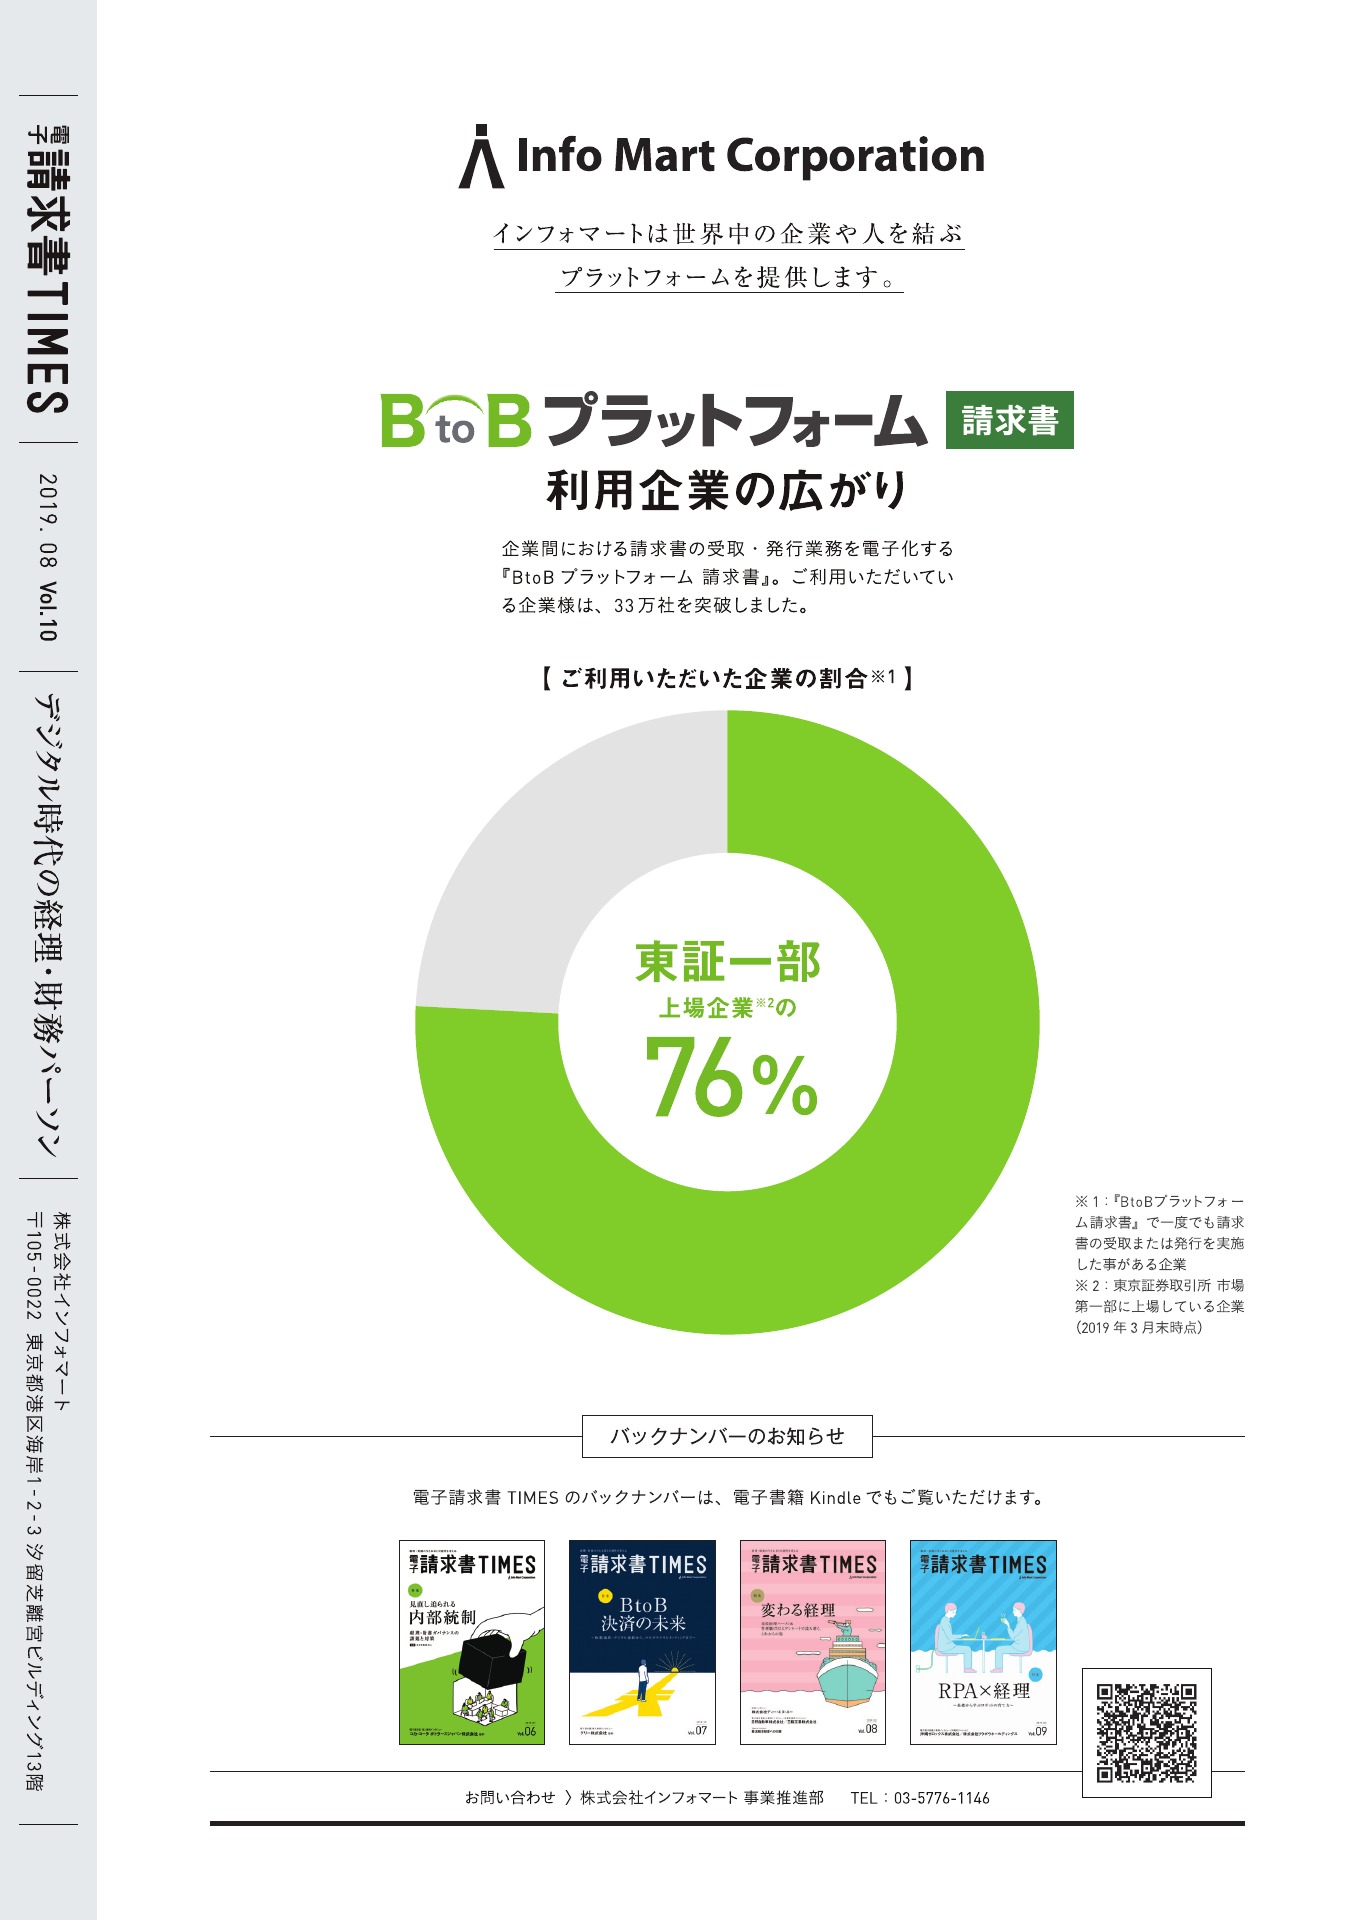 電子請求書TIMES
2019. 08 Vol.10
デジタル時代の経理・財務パーソン
株式会社インフォマート
〒105-0022 東京都港区海岸1-2-3 汐留芝離宮ビルディング13階
Info Mart Corporation
インフォマートは世界中の企業や人を結ぶ
プラットフォームを提供します。
BtoBプラットフォーム 請求書
利用企業の広がり
企業間における請求書の受取・発行業務を電子化する
『BtoB プラットフォーム 請求書』。ご利用いただいてい
る企業様は、33万社を突破しました。
【 ご利用いただいた企業の割合※1 】
東証一部
上場企業※2の
76%
※1:『BtoBプラットフォー
ム請求書』で一度でも請求
書の受取または発行を実施
した事がある企業
※2:東京証券取引所 市場
第一部に上場している企業
(2019 年 3 月末時点)
バックナンバーのお知らせ
電子請求書 TIMES のバックナンバーは、電子書籍 Kindle でもご覧いただけます。
電子請求書TIMES
見直し迫られる
内部統制
Vol.06
電子請求書TIMES
BtoB
決済の未来
Vol.07
電子請求書TIMES
変わる経理
Vol.08
電子請求書TIMES
RPA×経理
Vol.09
お問い合わせ 〉株式会社インフォマート 事業推進部 TEL:03-5776-1146